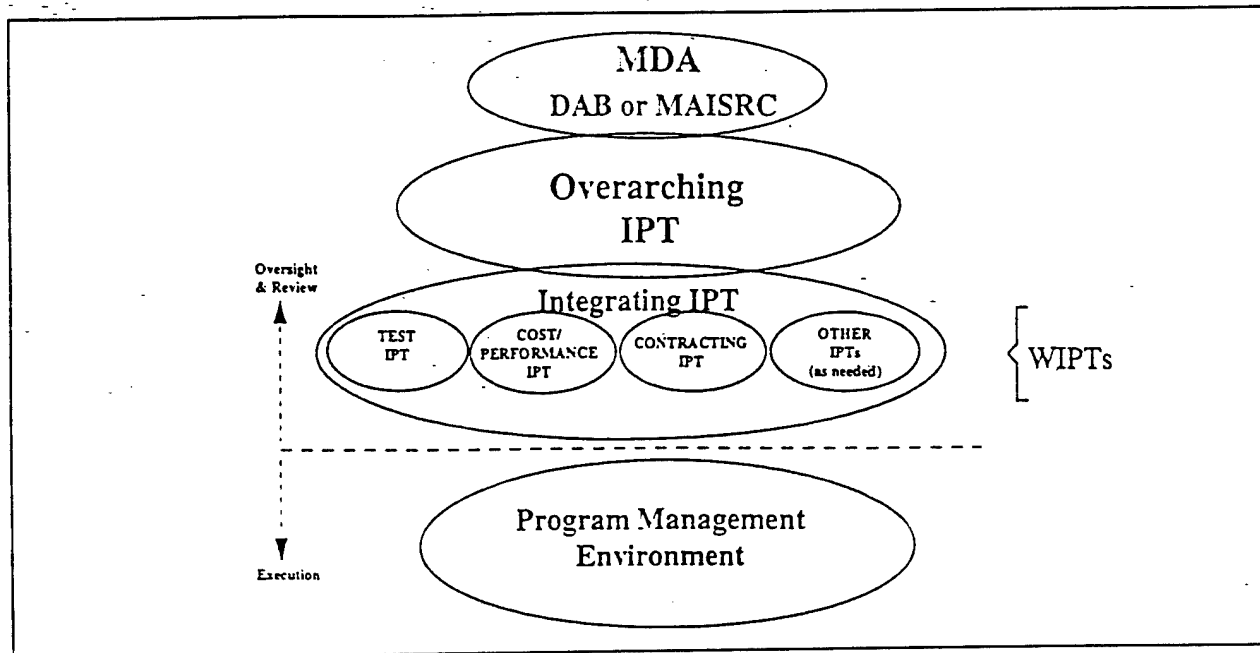 MDA
DAB or MAISRC
Overarching
IPT
Oversight
& Review
Integrating IPT
TEST
IPT
COST/
PERFORMANCE
IPT
CONTRACTING
IPT
OTHER
IPTs
(as needed)
WIPTs
Program Management
Environment
Execution